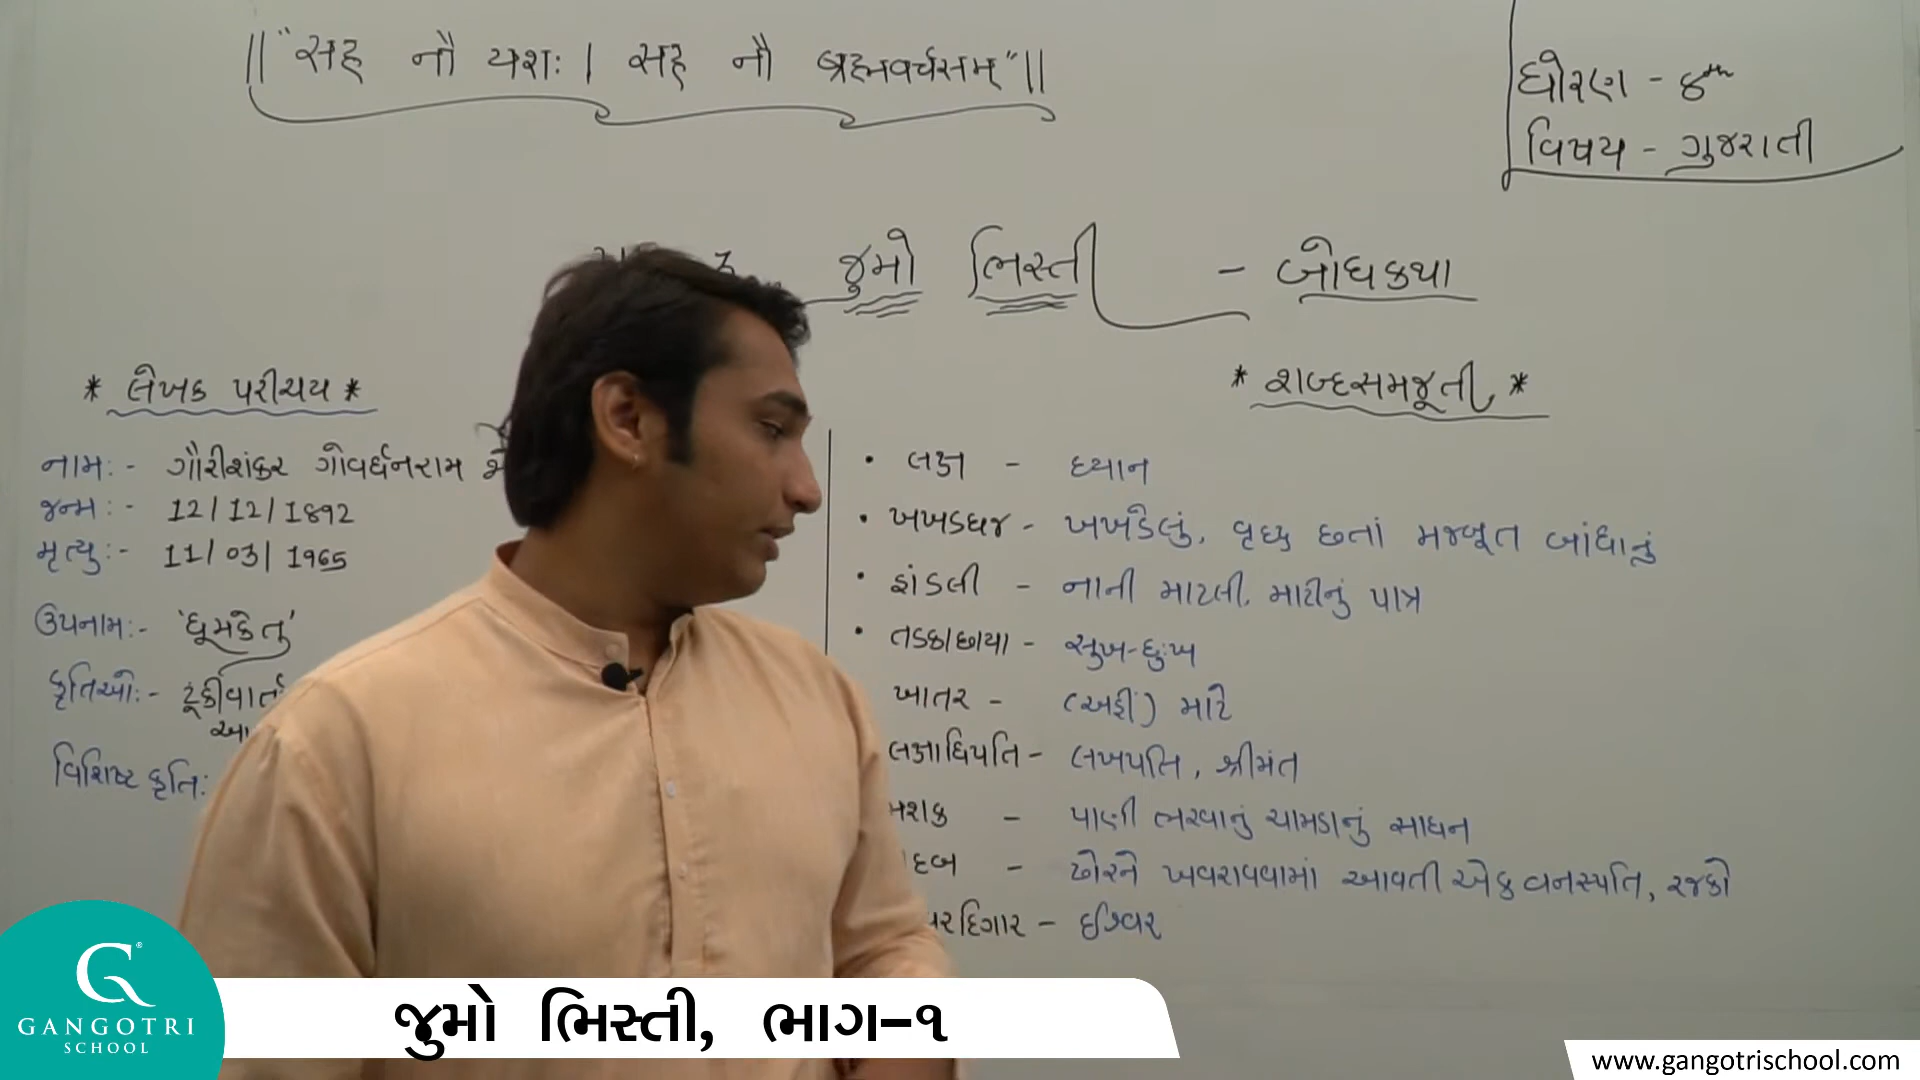 ||"સહ નૌ યશઃ | સહ નૌ બ્રહ્મવર્ચસમ્"||
ધોરણ - ૪th
વિષય - ગુજરાતી
જુમો ભિસ્તી - બોધકથા
* લેખક પરીચય *
* શબ્દસમજૂતી *
નામઃ- ગૌરીશંકર ગોવર્ધનરામ
જન્મઃ- 12/12/1892
મૃત્યુઃ- 11/03/1965
ઉપનામઃ- 'ધૂમકેતુ'
કૃતિઓઃ-
વિશિષ્ટ કૃતિઃ
• લક્ષ - ધ્યાન
• ખખડધજ - ખખડેલું, વૃદ્ધ છતાં મજબૂત બાંધાનું
• હાંડલી - નાની માટલી, માટીનું પાત્ર
• તડકાછાયા - સુખ-દુઃખ
ખાતર - (અહીં) માટે
લક્ષાધિપતિ - લખપતિ, શ્રીમંત
મશક - પાણી ભરવાનું ચામડાનું સાધન
- ઢોરને ખવરાવવામાં આવતી એક વનસ્પતિ, રજકો
- ઈશ્વર
GANGOTRI
SCHOOL
જુમો ભિસ્તી, ભાગ-૧
www.gangotrischool.com